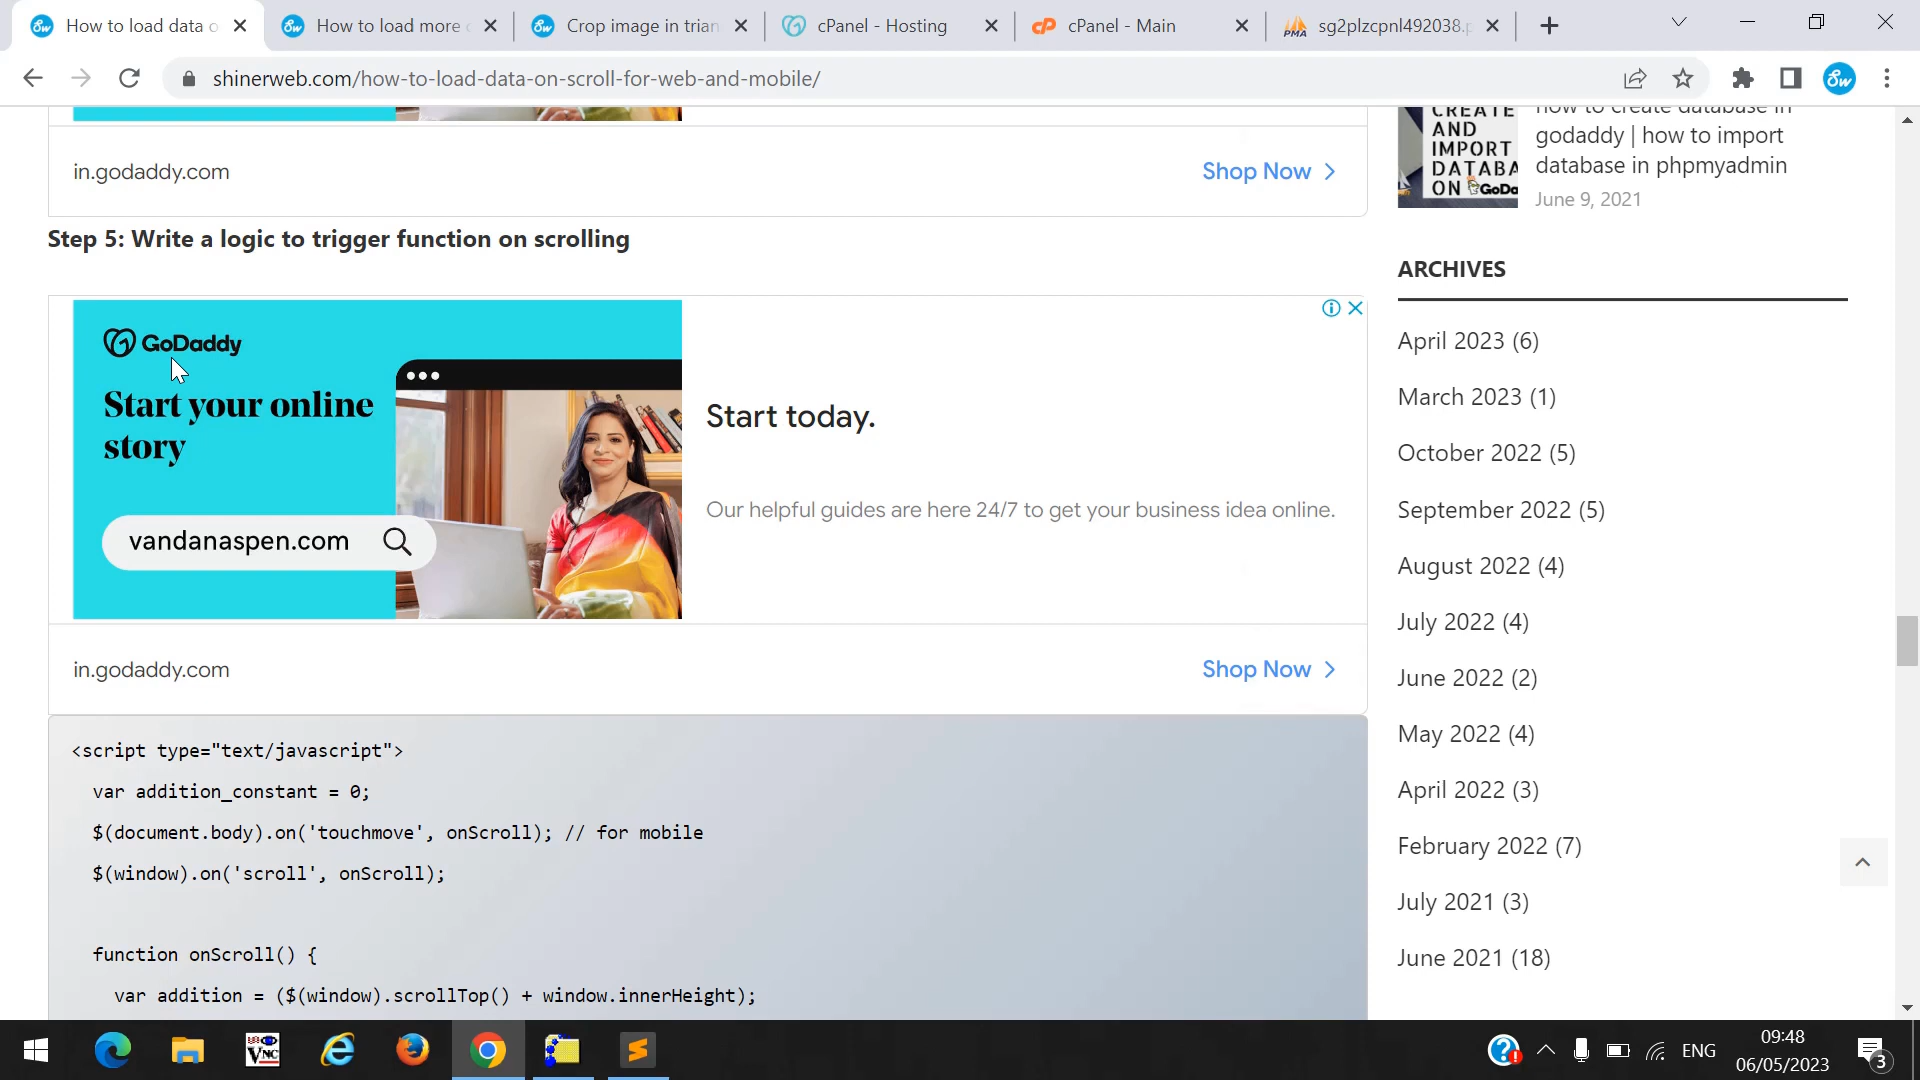 How to load data o
How to load more
Crop image in trian
cPanel - Hosting
cPanel - Main
sg2plzcpnl492038.p
shinerweb.com/how-to-load-data-on-scroll-for-web-and-mobile/
in.godaddy.com
Shop Now
Step 5: Write a logic to trigger function on scrolling
GoDaddy
Start your online
story
vandanaspen.com
Start today.
Our helpful guides are here 24/7 to get your business idea online.
in.godaddy.com
Shop Now
<script type="text/javascript">
var addition_constant = 0;
$(document.body).on('touchmove', onScroll); // for mobile
$(window).on('scroll', onScroll);
function onScroll() {
var addition = ($(window).scrollTop() + window.innerHeight);
CREATE
AND
IMPORT
DATABA
ON GoDa
how to create database in
godaddy | how to import
database in phpmyadmin
June 9, 2021
ARCHIVES
April 2023 (6)
March 2023 (1)
October 2022 (5)
September 2022 (5)
August 2022 (4)
July 2022 (4)
June 2022 (2)
May 2022 (4)
April 2022 (3)
February 2022 (7)
July 2021 (3)
June 2021 (18)
VNC
ENG
09:48
06/05/2023
3